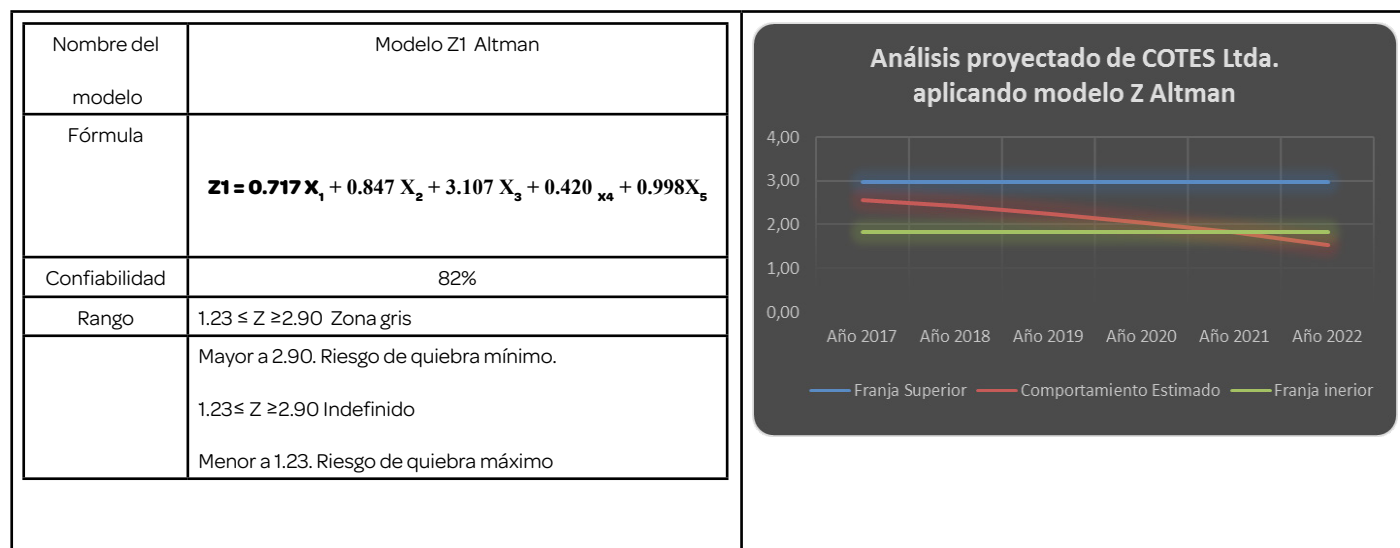 Nombre del
modelo
Modelo Z1 Altman
Fórmula
Z1 = 0.717 X₁ + 0.847 X₂ + 3.107 X₃ + 0.420 ₓ₄ + 0.998X₅
Confiabilidad
82%
Rango
1.23 ≤ Z ≥2.90 Zona gris
Mayor a 2.90. Riesgo de quiebra mínimo.
1.23≤ Z ≥2.90 Indefinido
Menor a 1.23. Riesgo de quiebra máximo
Análisis proyectado de COTES Ltda.
aplicando modelo Z Altman
4,00
3,00
2,00
1,00
0,00
Año 2017 Año 2018 Año 2019 Año 2020 Año 2021 Año 2022
Franja Superior Comportamiento Estimado Franja inerior